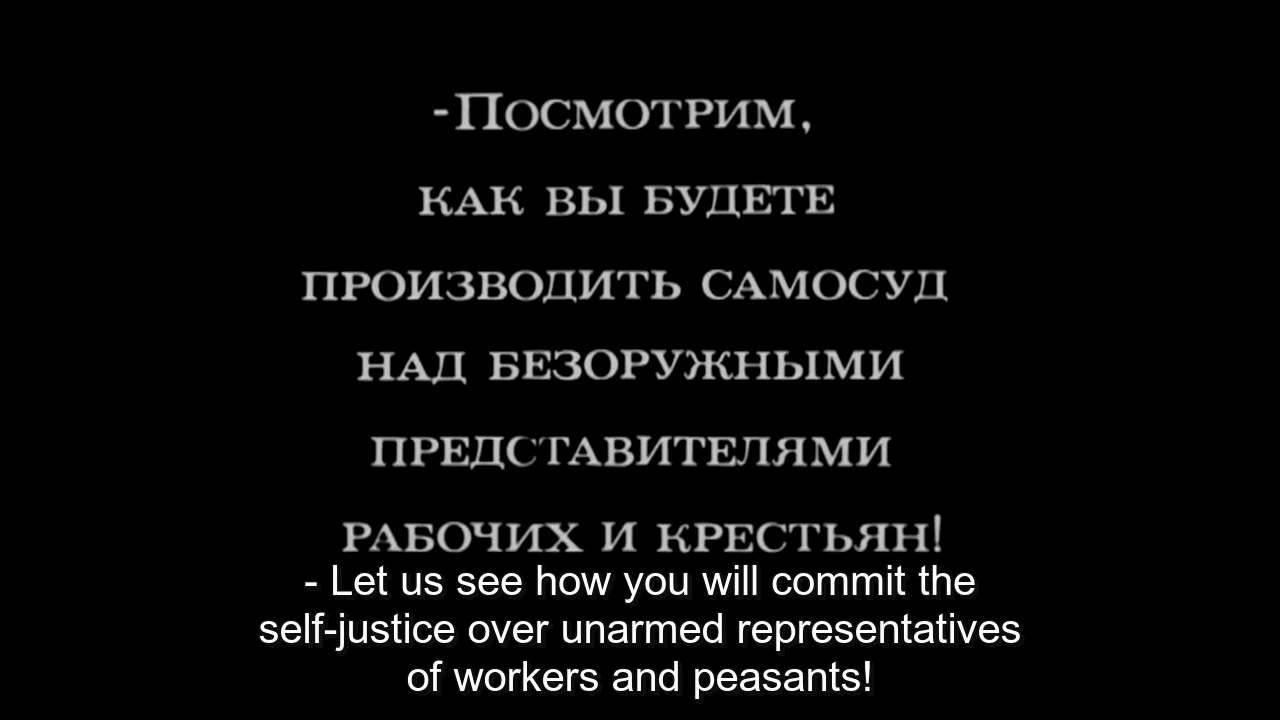 -Посмотрим,
как вы будете
производить самосуд
над безоружными
представителями
рабочих и крестьян!
- Let us see how you will commit the
self-justice over unarmed representatives
of workers and peasants!